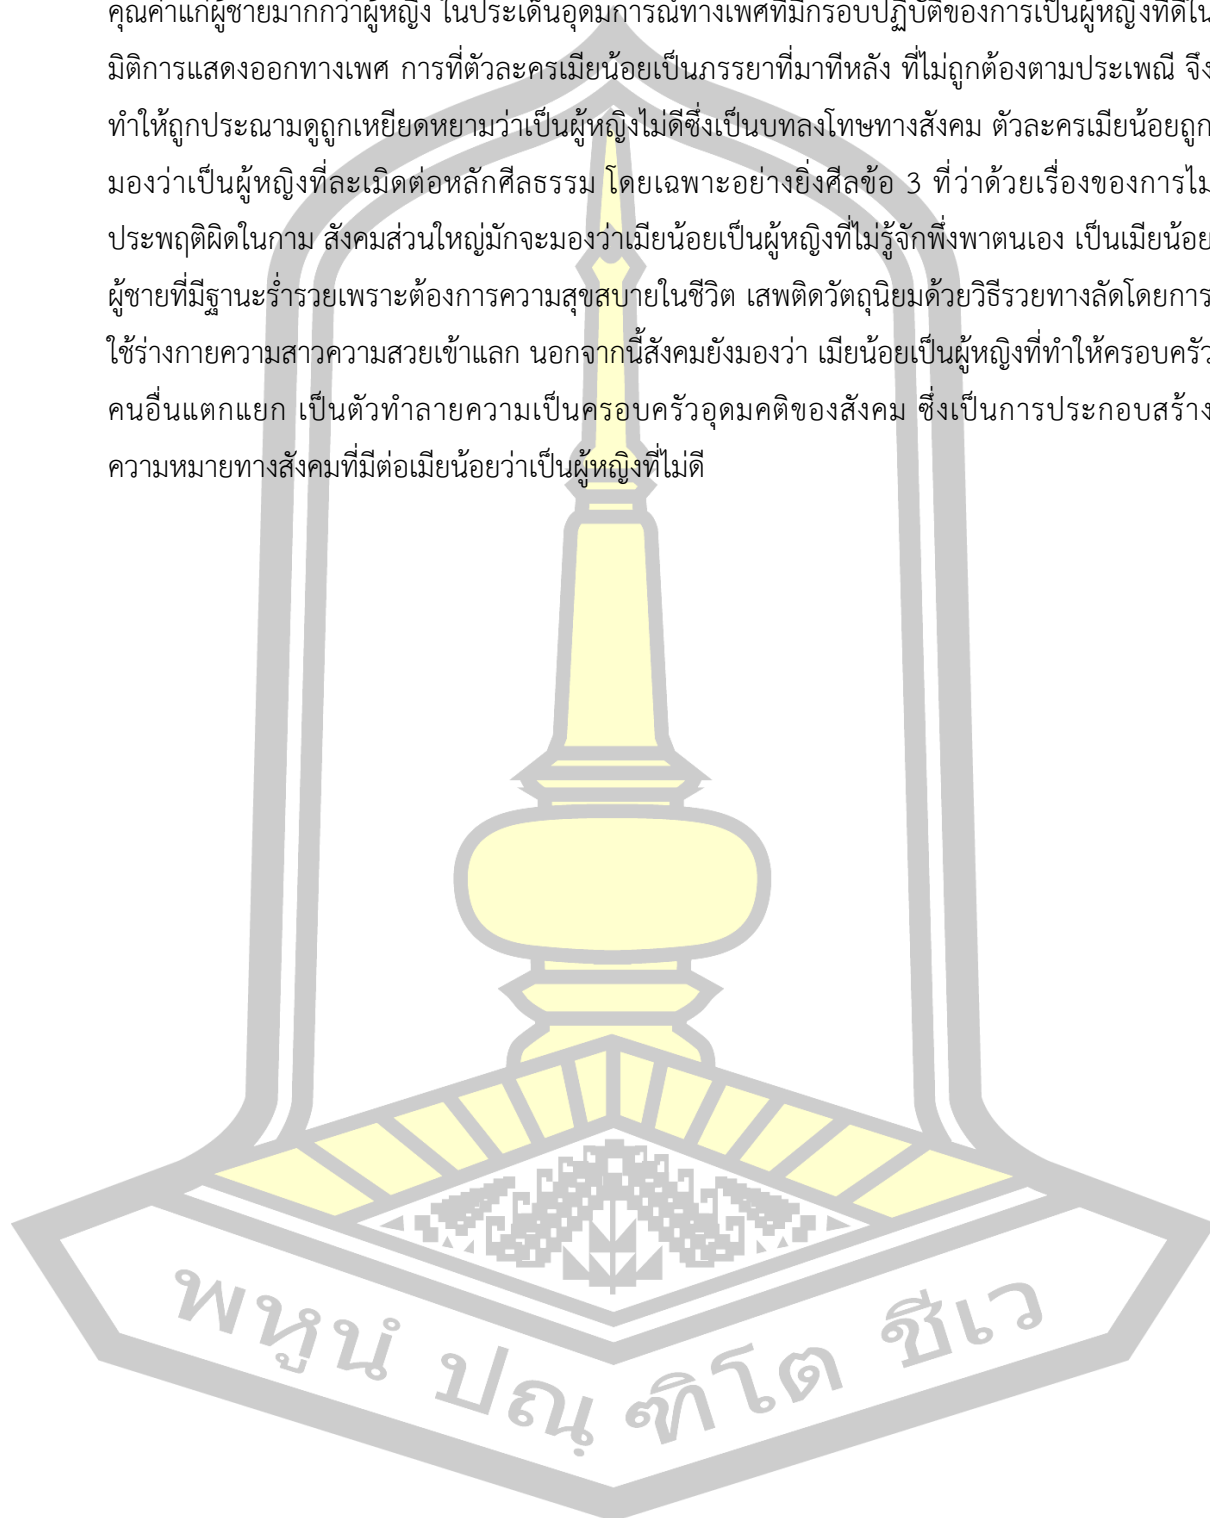 คุณค่าแก่ผู้ชายมากกว่าผู้หญิง ในประเด็นอุดมการณ์ทางเพศที่มีกรอบปฏิบัติของการเป็นผู้หญิงที่ดีใน
มิติการแสดงออกทางเพศ การที่ตัวละครเมียน้อยเป็นภรรยาที่มาทีหลัง ที่ไม่ถูกต้องตามประเพณี จึง
ทำให้ถูกประณามดูถูกเหยียดหยามว่าเป็นผู้หญิงไม่ดีซึ่งเป็นบทลงโทษทางสังคม ตัวละครเมียน้อยถูก
มองว่าเป็นผู้หญิงที่ละเมิดต่อหลักศีลธรรม โดยเฉพาะอย่างยิ่งศีลข้อ 3 ที่ว่าด้วยเรื่องของการไม่
ประพฤติผิดในกาม สังคมส่วนใหญ่มักจะมองว่าเมียน้อยเป็นผู้หญิงที่ไม่รู้จักพึ่งพาตนเอง เป็นเมียน้อย
ผู้ชายที่มีฐานะร่ำรวยเพราะต้องการความสุขสบายในชีวิต เสพติดวัตถุนิยมด้วยวิธีรวยทางลัดโดยการ
ใช้ร่างกายความสาวความสวยเข้าแลก นอกจากนี้สังคมยังมองว่า เมียน้อยเป็นผู้หญิงที่ทำให้ครอบครัว
คนอื่นแตกแยก เป็นตัวทำลายความเป็นครอบครัวอุดมคติของสังคม ซึ่งเป็นการประกอบสร้าง
ความหมายทางสังคมที่มีต่อเมียน้อยว่าเป็นผู้หญิงที่ไม่ดี
พหูนํ ปณฺ ฑิโต ชีเว